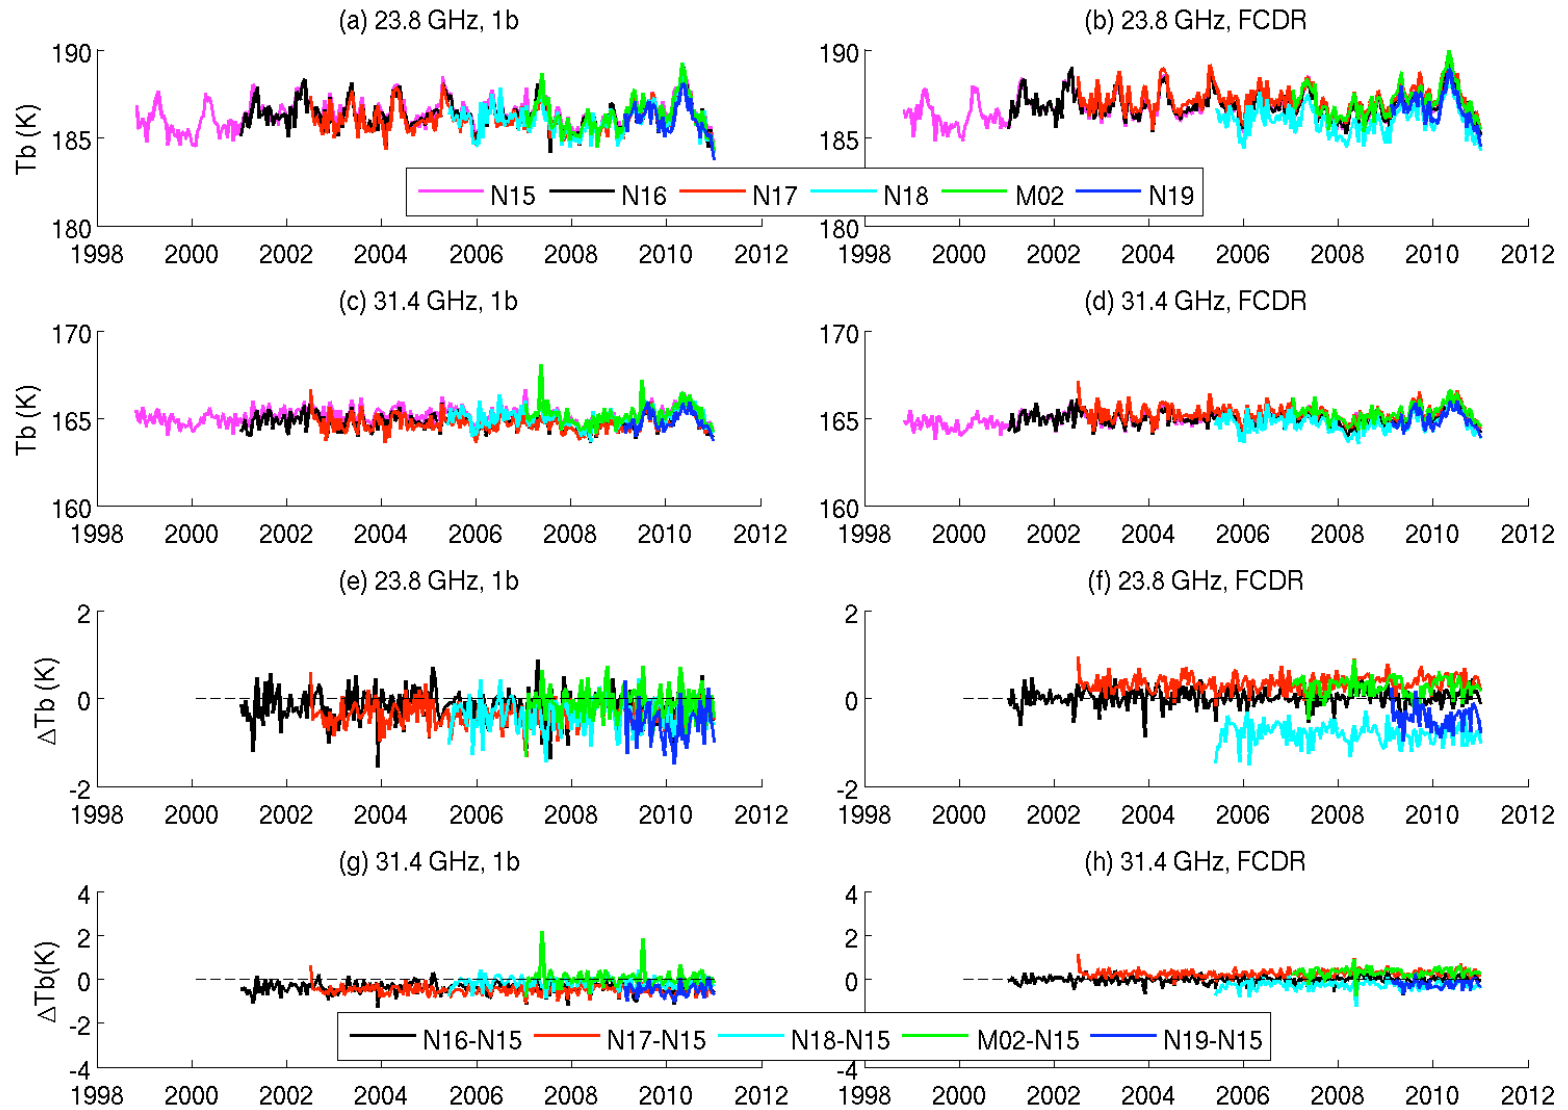 (a) 23.8 GHz, 1b
(b) 23.8 GHz, FCDR
Tb (K)
190
185
180
190
185
180
N15 N16 N17 N18 M02 N19
1998 2000 2002 2004 2006 2008 2010 2012
1998 2000 2002 2004 2006 2008 2010 2012
(c) 31.4 GHz, 1b
(d) 31.4 GHz, FCDR
Tb (K)
170
165
160
170
165
160
1998 2000 2002 2004 2006 2008 2010 2012
1998 2000 2002 2004 2006 2008 2010 2012
(e) 23.8 GHz, 1b
(f) 23.8 GHz, FCDR
ΔTb (K)
2
0
-2
2
0
-2
1998 2000 2002 2004 2006 2008 2010 2012
1998 2000 2002 2004 2006 2008 2010 2012
(g) 31.4 GHz, 1b
(h) 31.4 GHz, FCDR
ΔTb(K)
4
2
0
-2
-4
4
2
0
-2
-4
N16-N15 N17-N15 N18-N15 M02-N15 N19-N15
1998 2000 2002 2004 2006 2008 2010 2012
1998 2000 2002 2004 2006 2008 2010 2012